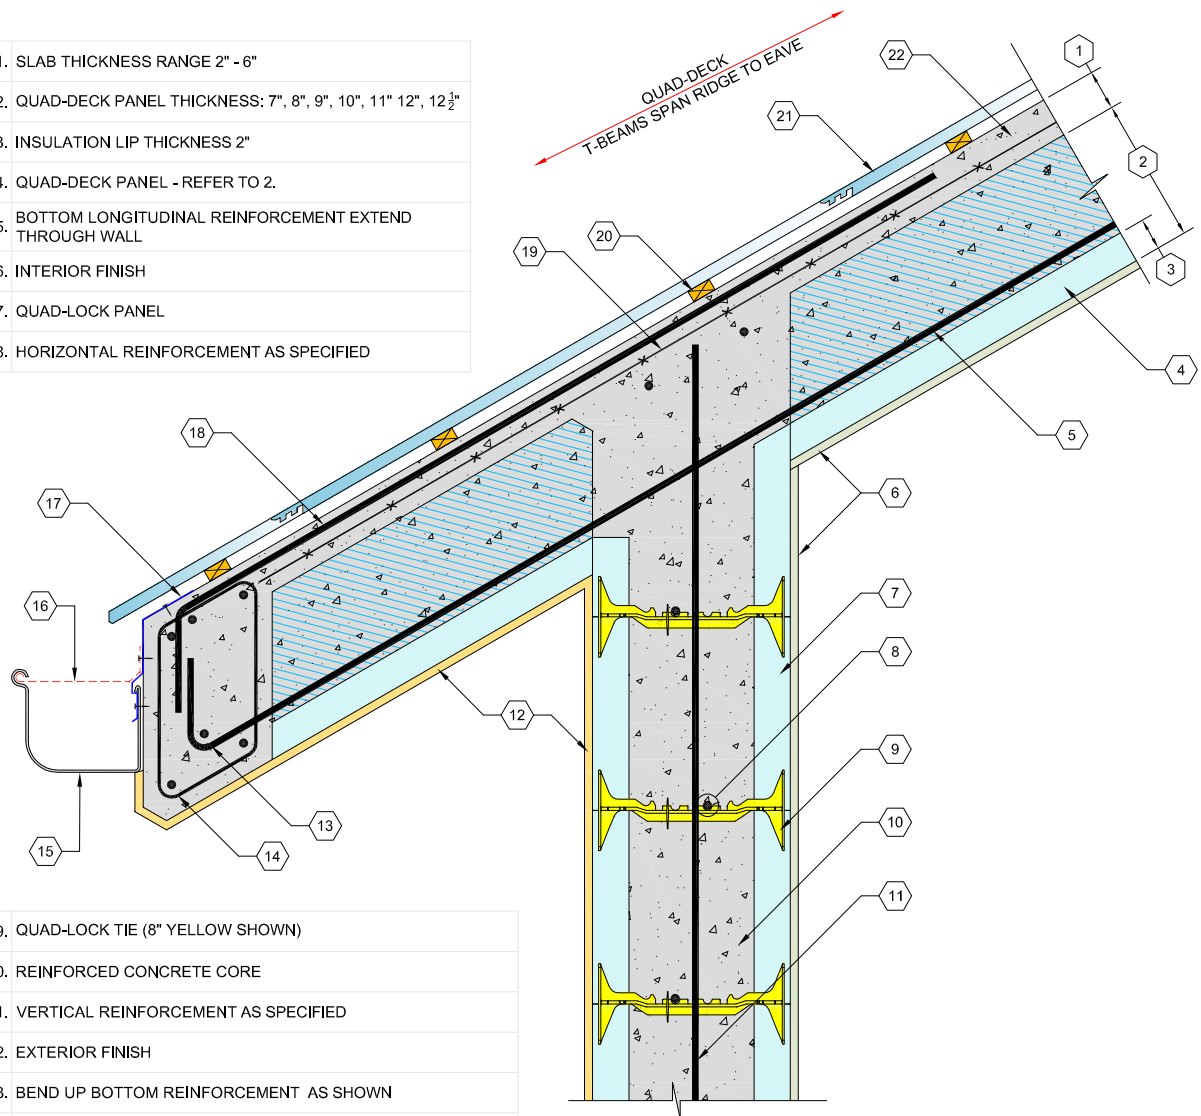 1. SLAB THICKNESS RANGE 2" - 6"
2. QUAD-DECK PANEL THICKNESS: 7", 8", 9", 10", 11" 12", 12½"
3. INSULATION LIP THICKNESS 2"
4. QUAD-DECK PANEL - REFER TO 2.
5. BOTTOM LONGITUDINAL REINFORCEMENT EXTEND
THROUGH WALL
6. INTERIOR FINISH
7. QUAD-LOCK PANEL
8. HORIZONTAL REINFORCEMENT AS SPECIFIED
QUAD-DECK
T-BEAMS SPAN RIDGE TO EAVE
1
22
21
2
20
19
3
4
18
5
17
6
16
7
8
12
9
13
10
15
14
11
9. QUAD-LOCK TIE (8" YELLOW SHOWN)
0. REINFORCED CONCRETE CORE
1. VERTICAL REINFORCEMENT AS SPECIFIED
2. EXTERIOR FINISH
3. BEND UP BOTTOM REINFORCEMENT AS SHOWN